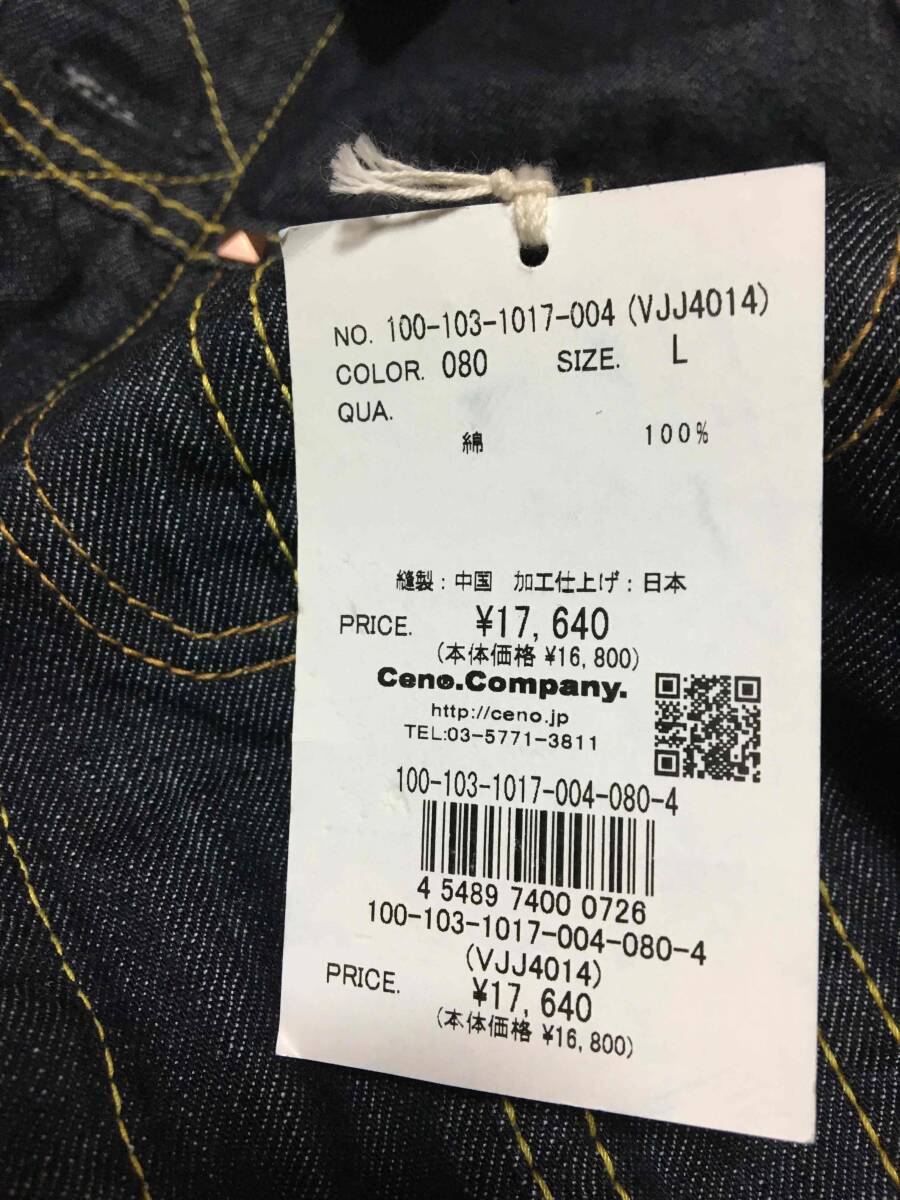 NO. 100-103-1017-004 (VJJ4014)
COLOR. 080 SIZE. L
QUA.
綿 100%
縫製：中国 加工仕上げ：日本
PRICE. ¥17,640
(本体価格 ¥16,800)
Ceno.Company.
http://ceno.jp
TEL:03-5771-3811
100-103-1017-004-080-4
4 5489 7400 0726
100-103-1017-004-080-4
(VJJ4014)
PRICE. ¥17,640
(本体価格 ¥16,800)